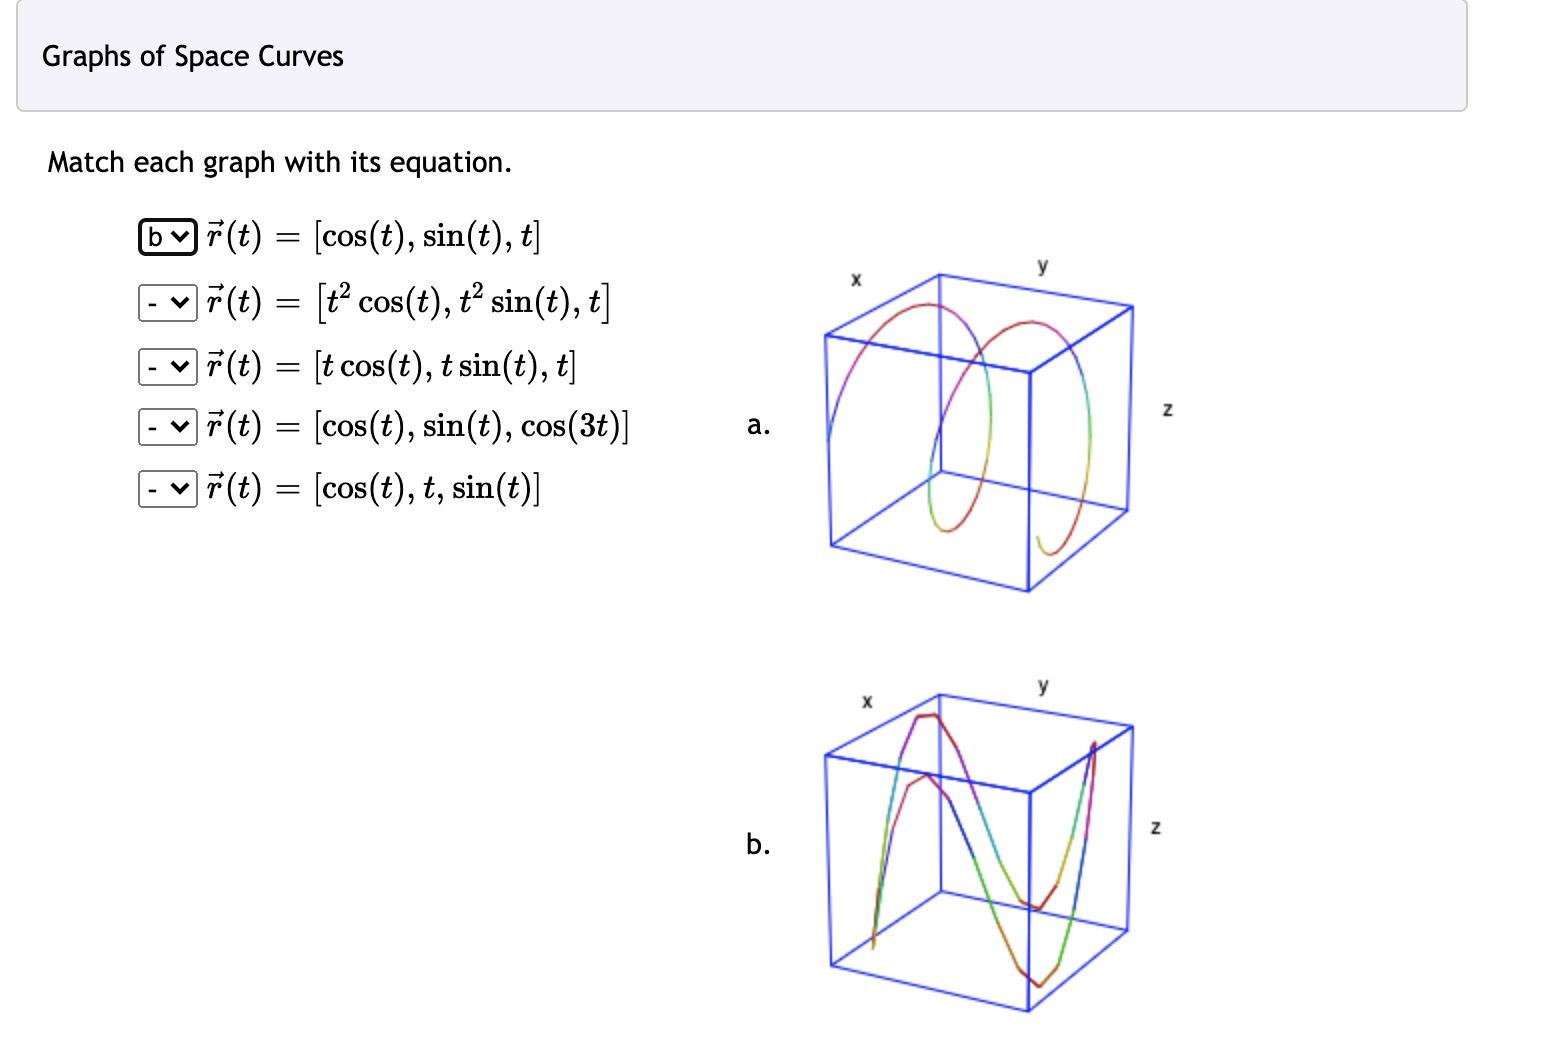 Graphs of Space Curves
Match each graph with its equation.
b $\vec{r}(t) = [\cos(t), \sin(t), t]$
- $\vec{r}(t) = [t^2 \cos(t), t^2 \sin(t), t]$
- $\vec{r}(t) = [t \cos(t), t \sin(t), t]$
- $\vec{r}(t) = [\cos(t), \sin(t), \cos(3t)]$
- $\vec{r}(t) = [\cos(t), t, \sin(t)]$
a.
x
y
z
b.
x
y
z